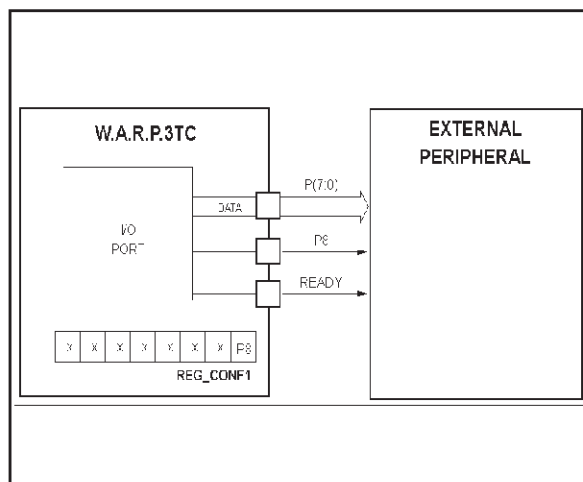 W.A.R.P.3TC
EXTERNAL
PERIPHERAL
P(7:0)
DATA
I/O
PORT
P8
READY
X X X X X X X P8
REG_CONF1